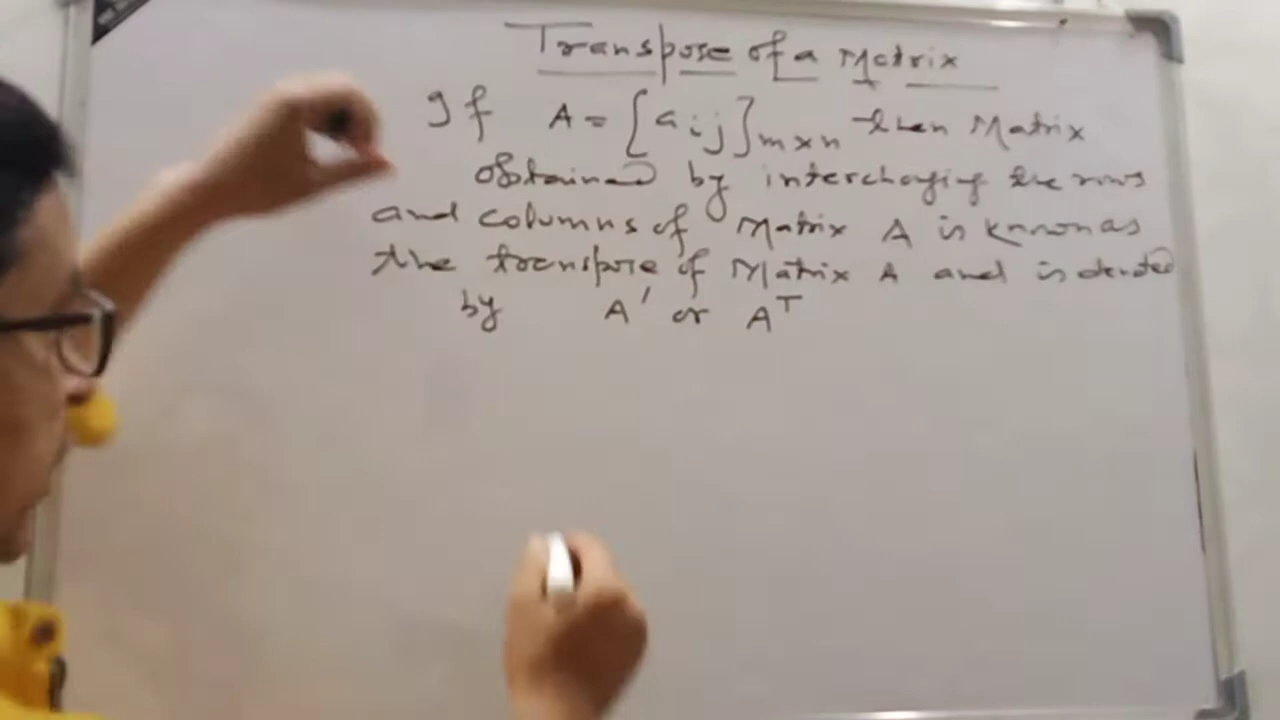 Transpose of a Matrix
If A = [aij]m×n then Matrix
obtained by interchanging the rows
and columns of Matrix A is known as
the transpose of Matrix A and is denoted
by A' or Aᵀ